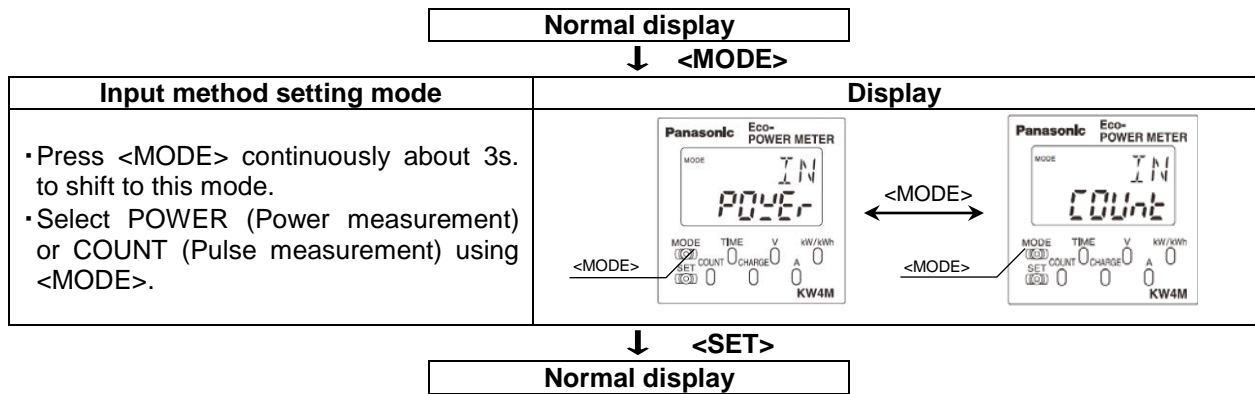 Normal display
↓ <MODE>
Input method setting mode
Display
・Press <MODE> continuously about 3s.
to shift to this mode.
・Select POWER (Power measurement)
or COUNT (Pulse measurement) using
<MODE>.
Panasonic Eco-
POWER METER
MODE
IN
POWEr
MODE TIME V kW/kWh
SET COUNT CHARGE A
KW4M
<MODE>
<MODE>
Panasonic Eco-
POWER METER
MODE
IN
COUnt
MODE TIME V kW/kWh
SET COUNT CHARGE A
KW4M
<MODE>
↓ <SET>
Normal display